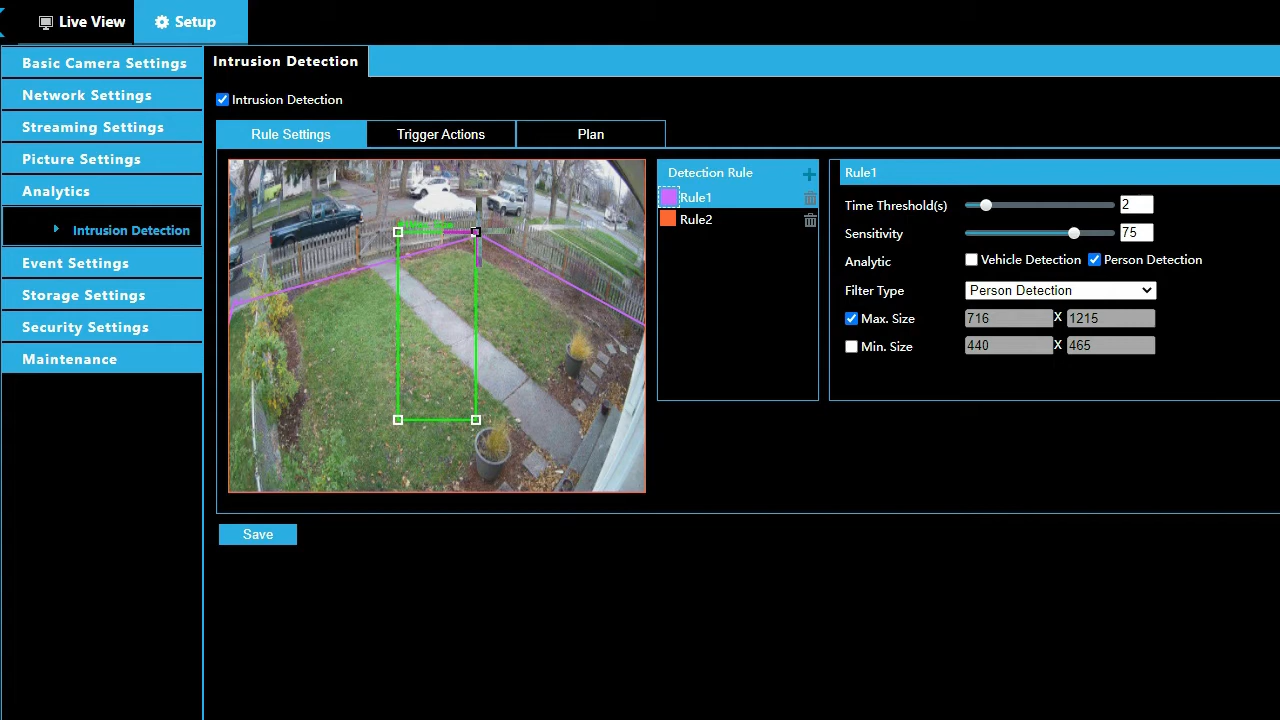 Live View
Setup
Basic Camera Settings
Network Settings
Streaming Settings
Picture Settings
Analytics
Intrusion Detection
Event Settings
Storage Settings
Security Settings
Maintenance
Intrusion Detection
Intrusion Detection
Rule Settings
Trigger Actions
Plan
Detection Rule
Rule1
Rule2
Rule1
Time Threshold(s)
2
Sensitivity
75
Analytic
Vehicle Detection
Person Detection
Filter Type
Person Detection
Max. Size
716 X 1215
Min. Size
440 X 465
Save